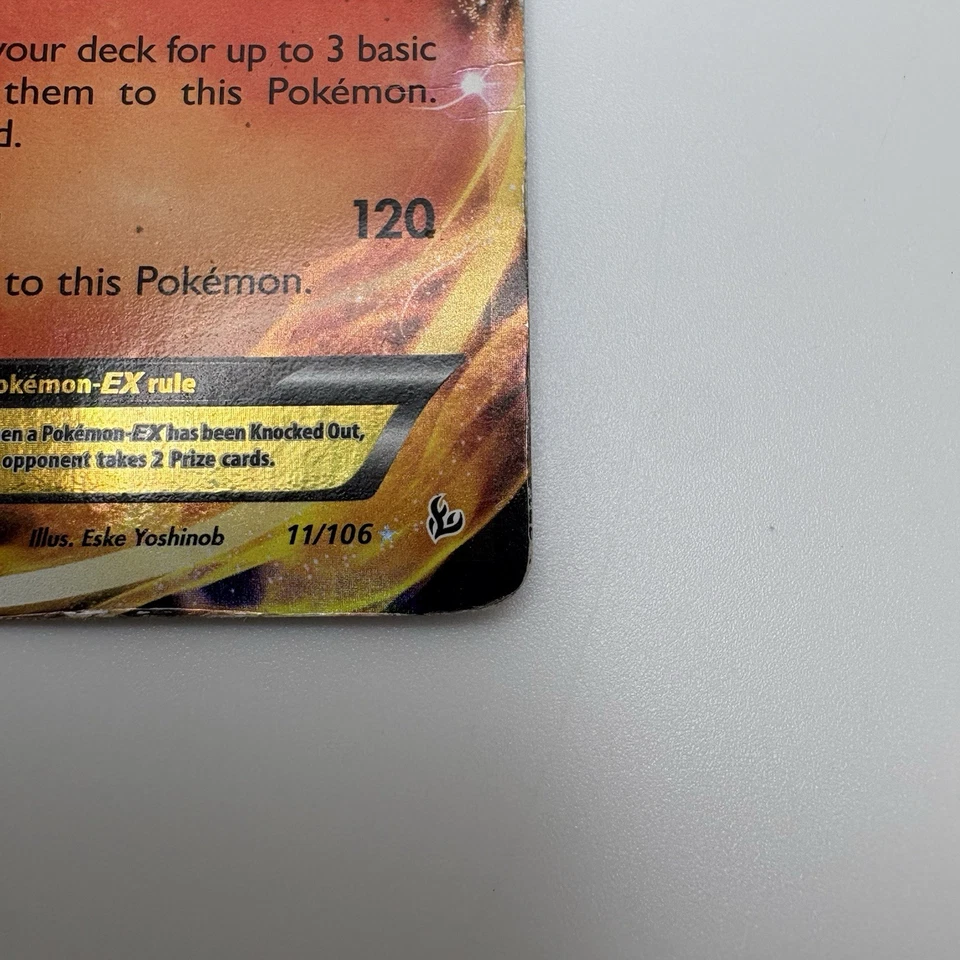 your deck for up to 3 basic
them to this Pokémon.
d.
120
to this Pokémon.
okémon-EX rule
en a Pokémon-EX has been Knocked Out,
opponent takes 2 Prize cards.
Illus. Eske Yoshinob 11/106